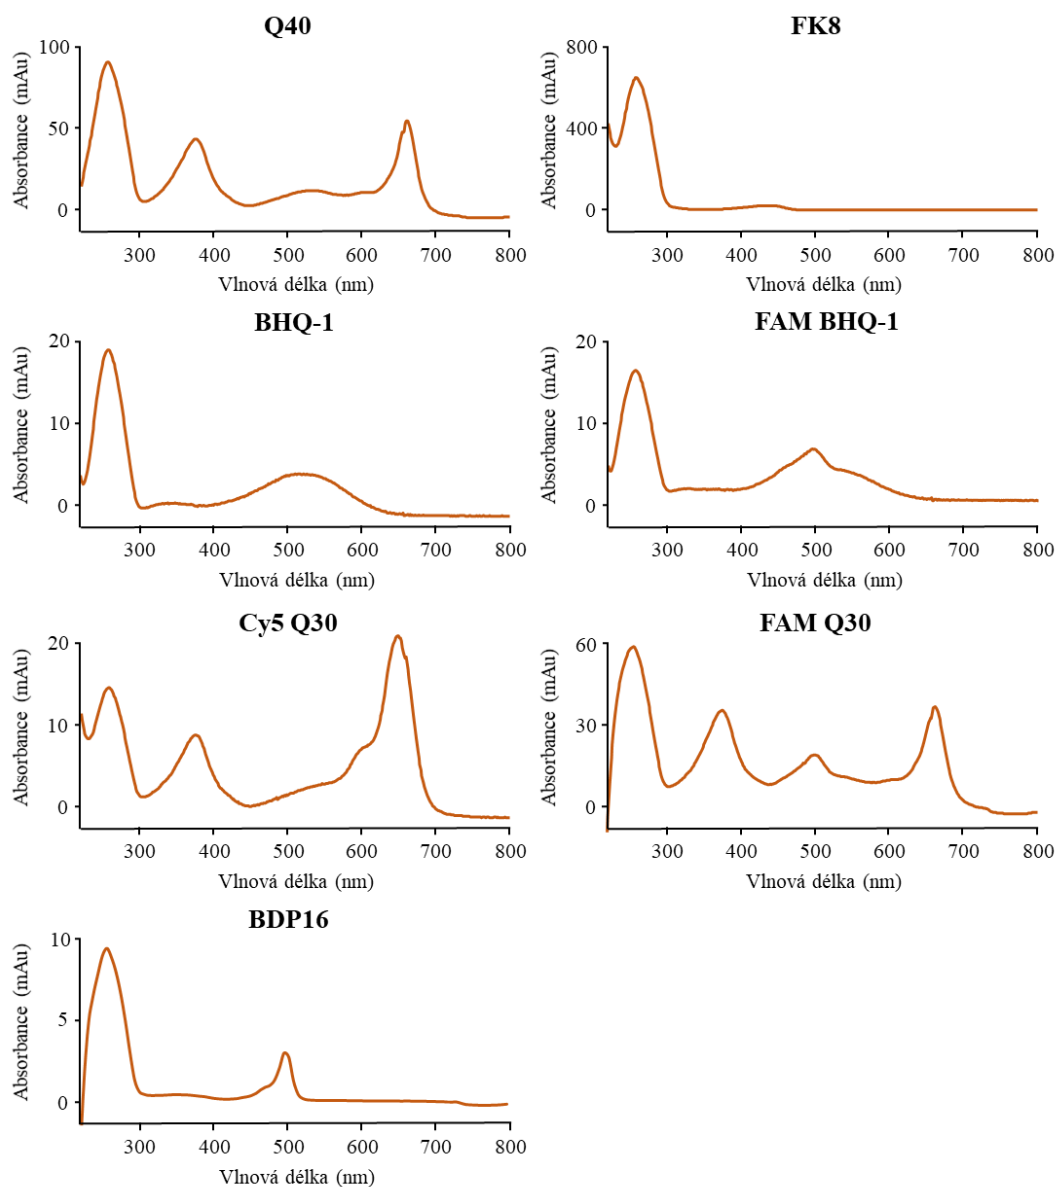 Q40
Absorbance (mAu)
100
50
0
300 400 500 600 700 800
Vlnová délka (nm)
FK8
Absorbance (mAu)
800
400
0
300 400 500 600 700 800
Vlnová délka (nm)
BHQ-1
Absorbance (mAu)
20
10
0
300 400 500 600 700 800
Vlnová délka (nm)
FAM BHQ-1
Absorbance (mAu)
20
10
0
300 400 500 600 700 800
Vlnová délka (nm)
Cy5 Q30
Absorbance (mAu)
20
10
0
300 400 500 600 700 800
Vlnová délka (nm)
FAM Q30
Absorbance (mAu)
60
30
0
300 400 500 600 700 800
Vlnová délka (nm)
BDP16
Absorbance (mAu)
10
5
0
300 400 500 600 700 800
Vlnová délka (nm)